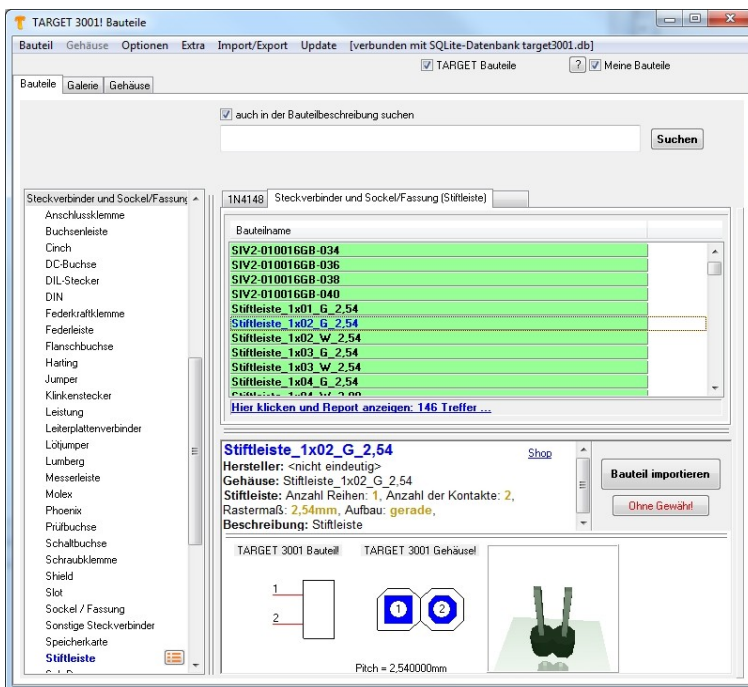 TARGET 3001! Bauteile
Bauteil Gehäuse Optionen Extra Import/Export Update [verbunden mit SQLite-Datenbank target3001.db]
TARGET Bauteile ? Meine Bauteile
Bauteile Galerie Gehäuse
auch in der Bauteilbeschreibung suchen
Suchen
Steckverbinder und Sockel/Fassung
Anschlussklemme
Buchsenleiste
Cinch
DC-Buchse
DIL-Stecker
DIN
Federkraftklemme
Federleiste
Flanschbuchse
Harting
Jumper
Klinkenstecker
Leistung
Leiterplattenverbinder
Lötjumper
Lumberg
Messerleiste
Molex
Phoenix
Prüfbuchse
Schaltbuchse
Schraubklemme
Shield
Slot
Sockel / Fassung
Sonstige Steckverbinder
Speicherkarte
Stiftleiste
1N4148 Steckverbinder und Sockel/Fassung (Stiftleiste)
Bauteilname
SIV2-010016GB-034
SIV2-010016GB-036
SIV2-010016GB-038
SIV2-010016GB-040
Stiftleiste_1x01_G_2,54
Stiftleiste_1x02_G_2,54
Stiftleiste_1x02_W_2,54
Stiftleiste_1x03_G_2,54
Stiftleiste_1x03_W_2,54
Stiftleiste_1x04_G_2,54
Hier klicken und Report anzeigen: 146 Treffer ...
Stiftleiste_1x02_G_2,54 Shop
Hersteller: <nicht eindeutig>
Gehäuse: Stiftleiste_1x02_G_2,54
Stiftleiste: Anzahl Reihen: 1, Anzahl der Kontakte: 2,
Rastermaß: 2,54mm, Aufbau: gerade,
Beschreibung: Stiftleiste
Bauteil importieren
Ohne Gewähr!
TARGET 3001 Bauteil! TARGET 3001 Gehäuse!
1
2
1 2
Pitch = 2,540000mm